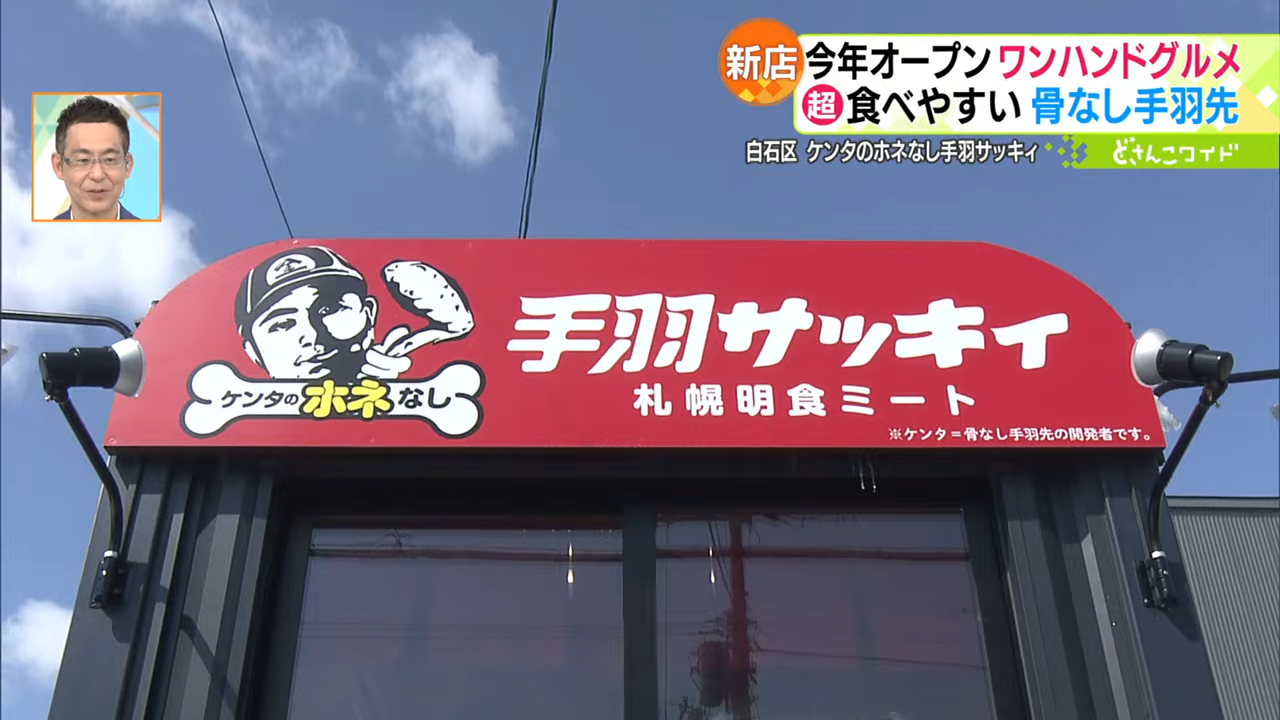 新店
今年オープン ワンハンドグルメ
超 食べやすい 骨なし手羽先
白石区 ケンタのホネなし手羽サッキィ
どさんこワイド
手羽サッキィ
ケンタのホネなし
札幌明食ミート
※ケンタ=骨なし手羽先の開発者です。